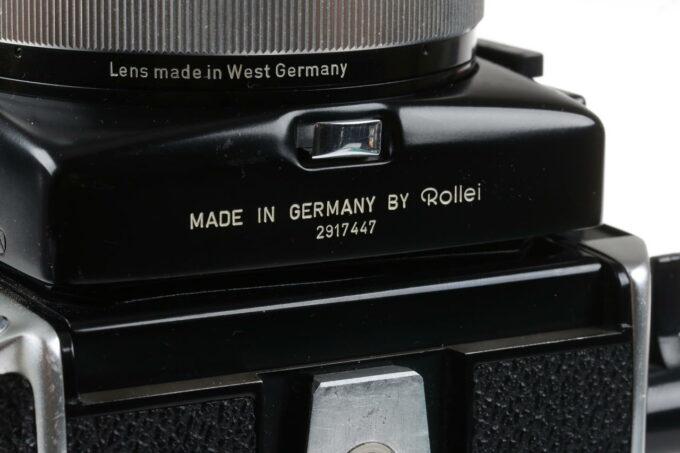 Lens made in West Germany
MADE IN GERMANY BY Rollei
2917447